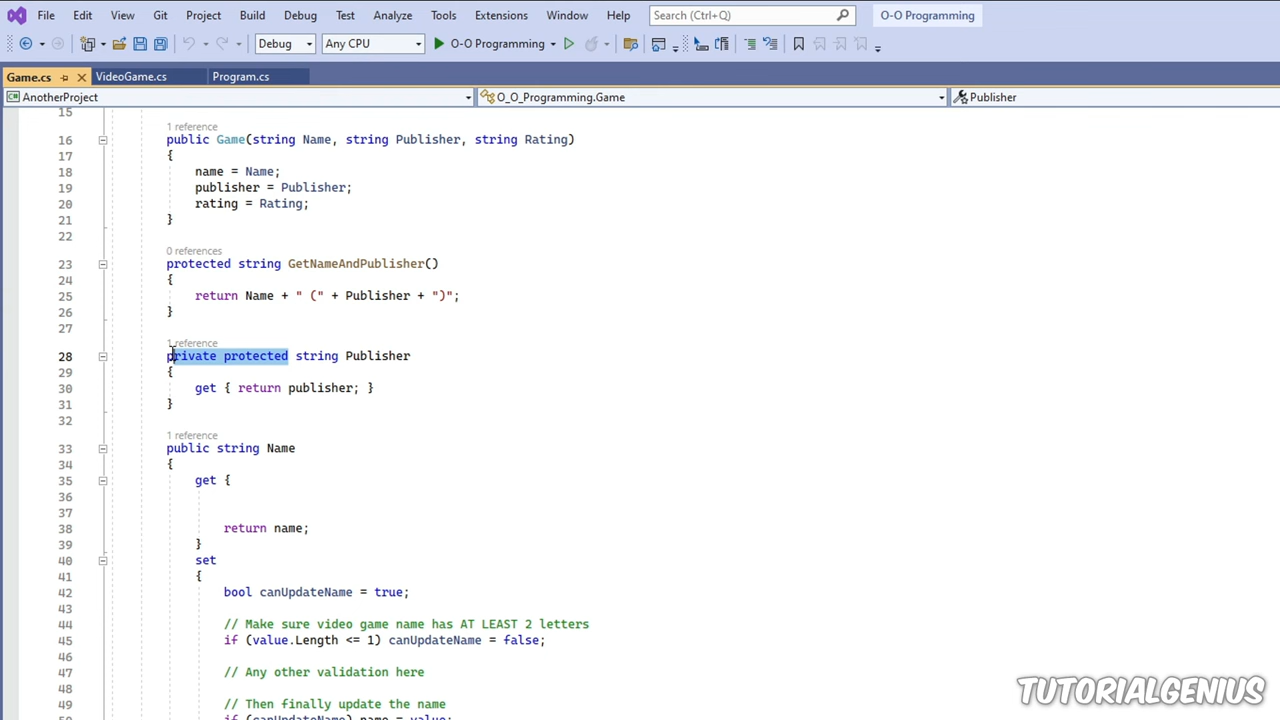 File Edit View Git Project Build Debug Test Analyze Tools Extensions Window Help Search (Ctrl+Q) O-O Programming
Debug Any CPU O-O Programming
Game.cs VideoGame.cs Program.cs
AnotherProject O_O_Programming.Game Publisher
15
1 reference
16 public Game(string Name, string Publisher, string Rating)
17 {
18 name = Name;
19 publisher = Publisher;
20 rating = Rating;
21 }
22
0 references
23 protected string GetNameAndPublisher()
24 {
25 return Name + " (" + Publisher + ")";
26 }
27
1 reference
28 private protected string Publisher
29 {
30 get { return publisher; }
31 }
32
1 reference
33 public string Name
34 {
35 get {
36
37
38 return name;
39 }
40 set
41 {
42 bool canUpdateName = true;
43
44 // Make sure video game name has AT LEAST 2 letters
45 if (value.Length <= 1) canUpdateName = false;
46
47 // Any other validation here
48
49 // Then finally update the name
50 if (canUpdateName) name = value;
TUTORIALGENIUS